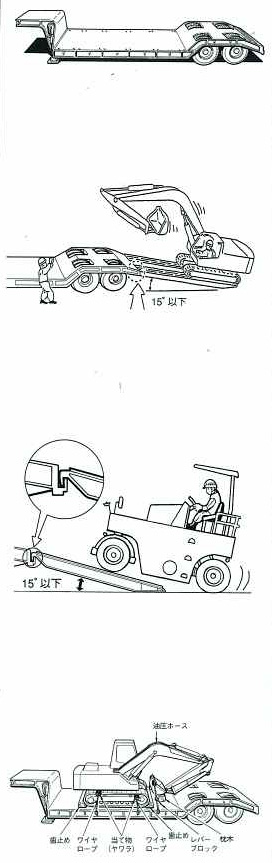 15°以下
15°以下
油圧ホース
歯止め
ワイヤロープ
当て物
(ヤワラ)
ワイヤロープ
歯止め
レバーブロック
枕木